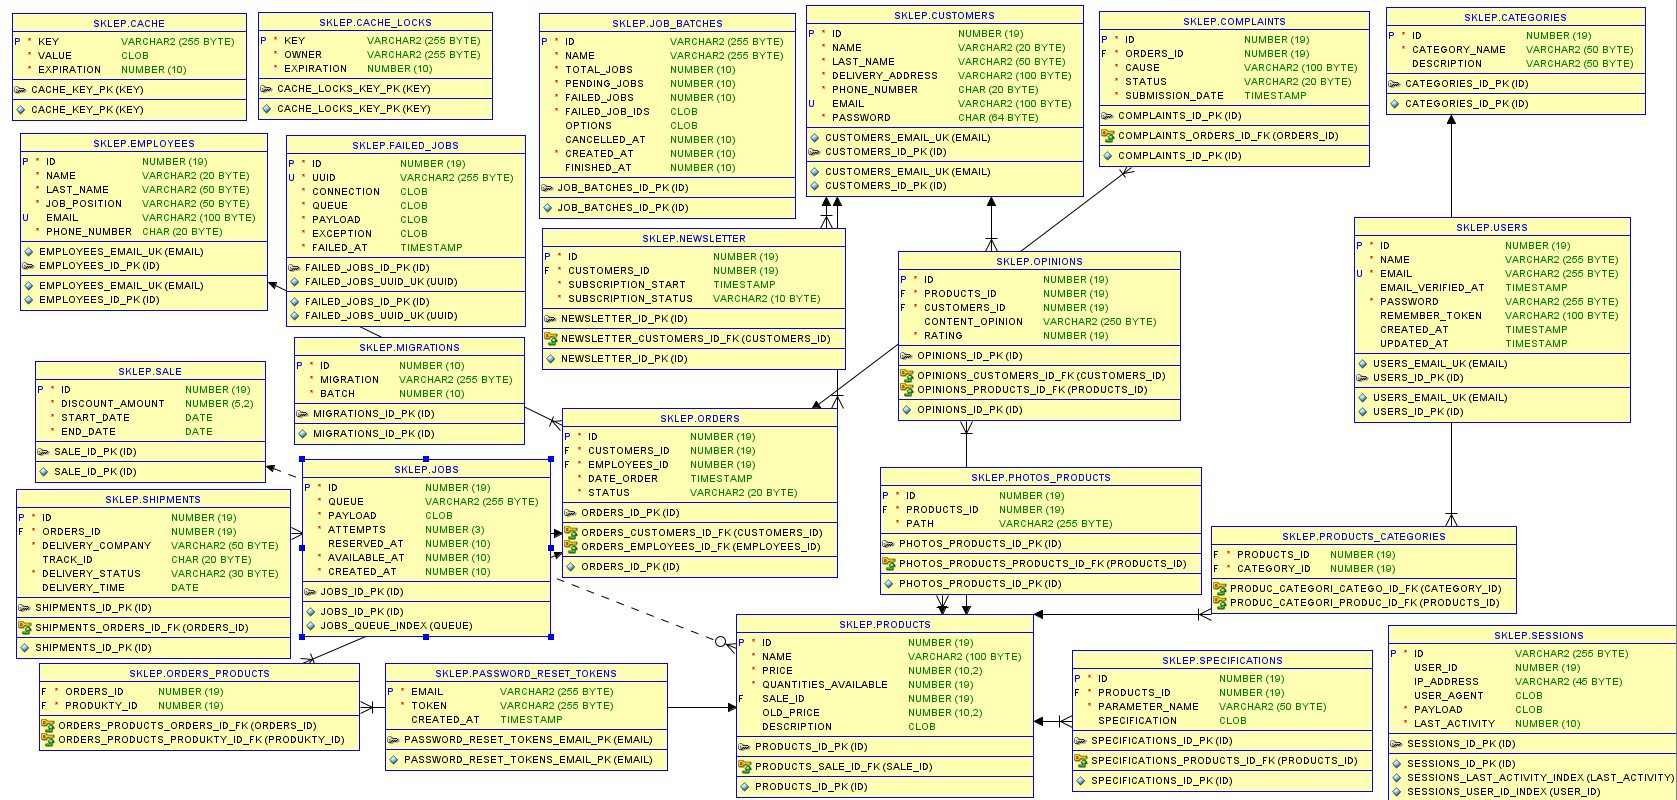 SKLEP.CACHE
P * KEY VARCHAR2 (255 BYTE)
* VALUE CLOB
* EXPIRATION NUMBER (10)
CACHE_KEY_PK (KEY)
CACHE_KEY_PK (KEY)
SKLEP.CACHE_LOCKS
P * KEY VARCHAR2 (255 BYTE)
* OWNER VARCHAR2 (255 BYTE)
* EXPIRATION NUMBER (10)
CACHE_LOCKS_KEY_PK (KEY)
CACHE_LOCKS_KEY_PK (KEY)
SKLEP.JOB_BATCHES
P * ID VARCHAR2 (255 BYTE)
* NAME VARCHAR2 (255 BYTE)
* TOTAL_JOBS NUMBER (10)
* PENDING_JOBS NUMBER (10)
* FAILED_JOBS NUMBER (10)
* FAILED_JOB_IDS CLOB
OPTIONS CLOB
CANCELLED_AT NUMBER (10)
* CREATED_AT NUMBER (10)
FINISHED_AT NUMBER (10)
JOB_BATCHES_ID_PK (ID)
JOB_BATCHES_ID_PK (ID)
SKLEP.CUSTOMERS
P * ID NUMBER (19)
* NAME VARCHAR2 (20 BYTE)
* LAST_NAME VARCHAR2 (50 BYTE)
* DELIVERY_ADDRESS VARCHAR2 (100 BYTE)
* PHONE_NUMBER CHAR (20 BYTE)
U EMAIL VARCHAR2 (100 BYTE)
* PASSWORD CHAR (64 BYTE)
CUSTOMERS_EMAIL_UK (EMAIL)
CUSTOMERS_ID_PK (ID)
CUSTOMERS_EMAIL_UK (EMAIL)
CUSTOMERS_ID_PK (ID)
SKLEP.COMPLAINTS
P * ID NUMBER (19)
F * ORDERS_ID NUMBER (19)
* CAUSE VARCHAR2 (100 BYTE)
* STATUS VARCHAR2 (20 BYTE)
* SUBMISSION_DATE TIMESTAMP
COMPLAINTS_ID_PK (ID)
COMPLAINTS_ORDERS_ID_FK (ORDERS_ID)
COMPLAINTS_ID_PK (ID)
SKLEP.CATEGORIES
P * ID NUMBER (19)
* CATEGORY_NAME VARCHAR2 (50 BYTE)
DESCRIPTION VARCHAR2 (50 BYTE)
CATEGORIES_ID_PK (ID)
CATEGORIES_ID_PK (ID)
SKLEP.EMPLOYEES
P * ID NUMBER (19)
* NAME VARCHAR2 (20 BYTE)
* LAST_NAME VARCHAR2 (50 BYTE)
* JOB_POSITION VARCHAR2 (50 BYTE)
U EMAIL VARCHAR2 (100 BYTE)
* PHONE_NUMBER CHAR (20 BYTE)
EMPLOYEES_EMAIL_UK (EMAIL)
EMPLOYEES_ID_PK (ID)
EMPLOYEES_EMAIL_UK (EMAIL)
EMPLOYEES_ID_PK (ID)
SKLEP.FAILED_JOBS
P * ID NUMBER (19)
U * UUID VARCHAR2 (255 BYTE)
* CONNECTION CLOB
* QUEUE CLOB
* PAYLOAD CLOB
* EXCEPTION CLOB
* FAILED_AT TIMESTAMP
FAILED_JOBS_ID_PK (ID)
FAILED_JOBS_UUID_UK (UUID)
FAILED_JOBS_ID_PK (ID)
FAILED_JOBS_UUID_UK (UUID)
SKLEP.NEWSLETTER
P * ID NUMBER (19)
F * CUSTOMERS_ID NUMBER (19)
* SUBSCRIPTION_START TIMESTAMP
* SUBSCRIPTION_STATUS VARCHAR2 (10 BYTE)
NEWSLETTER_ID_PK (ID)
NEWSLETTER_CUSTOMERS_ID_FK (CUSTOMERS_ID)
NEWSLETTER_ID_PK (ID)
SKLEP.OPINIONS
P * ID NUMBER (19)
F * PRODUCTS_ID NUMBER (19)
F * CUSTOMERS_ID NUMBER (19)
CONTENT_OPINION VARCHAR2 (250 BYTE)
* RATING NUMBER (19)
OPINIONS_ID_PK (ID)
OPINIONS_CUSTOMERS_ID_FK (CUSTOMERS_ID)
OPINIONS_PRODUCTS_ID_FK (PRODUCTS_ID)
OPINIONS_ID_PK (ID)
SKLEP.USERS
P * ID NUMBER (19)
* NAME VARCHAR2 (255 BYTE)
U * EMAIL VARCHAR2 (255 BYTE)
EMAIL_VERIFIED_AT TIMESTAMP
* PASSWORD VARCHAR2 (255 BYTE)
REMEMBER_TOKEN VARCHAR2 (100 BYTE)
CREATED_AT TIMESTAMP
UPDATED_AT TIMESTAMP
USERS_EMAIL_UK (EMAIL)
USERS_ID_PK (ID)
USERS_EMAIL_UK (EMAIL)
USERS_ID_PK (ID)
SKLEP.SALE
P * ID NUMBER (19)
* DISCOUNT_AMOUNT NUMBER (5,2)
* START_DATE DATE
* END_DATE DATE
SALE_ID_PK (ID)
SALE_ID_PK (ID)
SKLEP.MIGRATIONS
P * ID NUMBER (10)
* MIGRATION VARCHAR2 (255 BYTE)
* BATCH NUMBER (10)
MIGRATIONS_ID_PK (ID)
MIGRATIONS_ID_PK (ID)
SKLEP.ORDERS
P * ID NUMBER (19)
F * CUSTOMERS_ID NUMBER (19)
F * EMPLOYEES_ID NUMBER (19)
* DATE_ORDER TIMESTAMP
* STATUS VARCHAR2 (20 BYTE)
ORDERS_ID_PK (ID)
ORDERS_CUSTOMERS_ID_FK (CUSTOMERS_ID)
ORDERS_EMPLOYEES_ID_FK (EMPLOYEES_ID)
ORDERS_ID_PK (ID)
SKLEP.JOBS
P * ID NUMBER (19)
* QUEUE VARCHAR2 (255 BYTE)
* PAYLOAD CLOB
* ATTEMPTS NUMBER (3)
RESERVED_AT NUMBER (10)
* AVAILABLE_AT NUMBER (10)
* CREATED_AT NUMBER (10)
JOBS_ID_PK (ID)
JOBS_ID_PK (ID)
JOBS_QUEUE_INDEX (QUEUE)
SKLEP.SHIPMENTS
P * ID NUMBER (19)
F * ORDERS_ID NUMBER (19)
* DELIVERY_COMPANY VARCHAR2 (50 BYTE)
TRACK_ID CHAR (20 BYTE)
* DELIVERY_STATUS VARCHAR2 (30 BYTE)
DELIVERY_TIME DATE
SHIPMENTS_ID_PK (ID)
SHIPMENTS_ORDERS_ID_FK (ORDERS_ID)
SHIPMENTS_ID_PK (ID)
SKLEP.PHOTOS_PRODUCTS
P * ID NUMBER (19)
F * PRODUCTS_ID NUMBER (19)
* PATH VARCHAR2 (255 BYTE)
PHOTOS_PRODUCTS_ID_PK (ID)
PHOTOS_PRODUCTS_PRODUCTS_ID_FK (PRODUCTS_ID)
PHOTOS_PRODUCTS_ID_PK (ID)
SKLEP.PRODUCTS_CATEGORIES
F * PRODUCTS_ID NUMBER (19)
F * CATEGORY_ID NUMBER (19)
PRODUC_CATEGORI_CATEGO_ID_FK (CATEGORY_ID)
PRODUC_CATEGORI_PRODUC_ID_FK (PRODUCTS_ID)
SKLEP.ORDERS_PRODUCTS
F * ORDERS_ID NUMBER (19)
F * PRODUKTY_ID NUMBER (19)
ORDERS_PRODUCTS_ORDERS_ID_FK (ORDERS_ID)
ORDERS_PRODUCTS_PRODUKTY_ID_FK (PRODUKTY_ID)
SKLEP.PASSWORD_RESET_TOKENS
P * EMAIL VARCHAR2 (255 BYTE)
* TOKEN VARCHAR2 (255 BYTE)
CREATED_AT TIMESTAMP
PASSWORD_RESET_TOKENS_EMAIL_PK (EMAIL)
PASSWORD_RESET_TOKENS_EMAIL_PK (EMAIL)
SKLEP.PRODUCTS
P * ID NUMBER (19)
* NAME VARCHAR2 (100 BYTE)
* PRICE NUMBER (10,2)
* QUANTITIES_AVAILABLE NUMBER (19)
F SALE_ID NUMBER (19)
OLD_PRICE NUMBER (10,2)
DESCRIPTION CLOB
PRODUCTS_ID_PK (ID)
PRODUCTS_SALE_ID_FK (SALE_ID)
PRODUCTS_ID_PK (ID)
SKLEP.SPECIFICATIONS
P * ID NUMBER (19)
F * PRODUCTS_ID NUMBER (19)
* PARAMETER_NAME VARCHAR2 (50 BYTE)
SPECIFICATION CLOB
SPECIFICATIONS_ID_PK (ID)
SPECIFICATIONS_PRODUCTS_ID_FK (PRODUCTS_ID)
SPECIFICATIONS_ID_PK (ID)
SKLEP.SESSIONS
P * ID VARCHAR2 (255 BYTE)
USER_ID NUMBER (19)
IP_ADDRESS VARCHAR2 (45 BYTE)
USER_AGENT CLOB
* PAYLOAD CLOB
* LAST_ACTIVITY NUMBER (10)
SESSIONS_ID_PK (ID)
SESSIONS_ID_PK (ID)
SESSIONS_LAST_ACTIVITY_INDEX (LAST_ACTIVITY)
SESSIONS_USER_ID_INDEX (USER_ID)